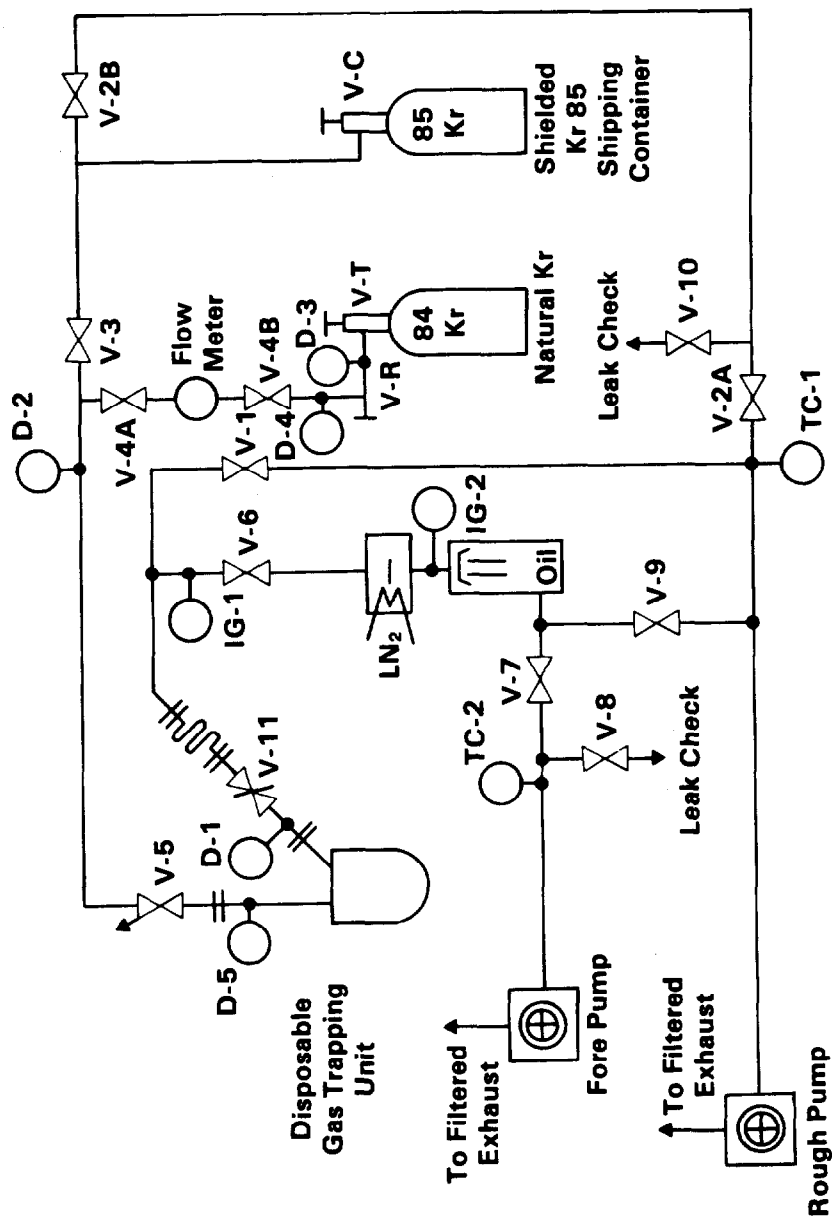 V-2B
V-C
85
Kr
Shielded
Kr 85
Shipping
Container
V-3
D-2
Flow
Meter
V-4A
V-4B
D-3
V-T
84
Kr
Natural Kr
D-4
V-R
V-1
Leak Check
V-10
V-2A
TC-1
V-6
IG-1
IG-2
LN₂
Oil
V-9
V-7
TC-2
V-8
Leak Check
V-11
D-1
V-5
D-5
Disposable
Gas Trapping
Unit
To Filtered
Exhaust
Fore Pump
To Filtered
Exhaust
Rough Pump